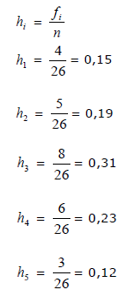 hᵢ = fᵢ/n
h₁ = 4/26 = 0,15
h₂ = 5/26 = 0,19
h₃ = 8/26 = 0,31
h₄ = 6/26 = 0,23
h₅ = 3/26 = 0,12